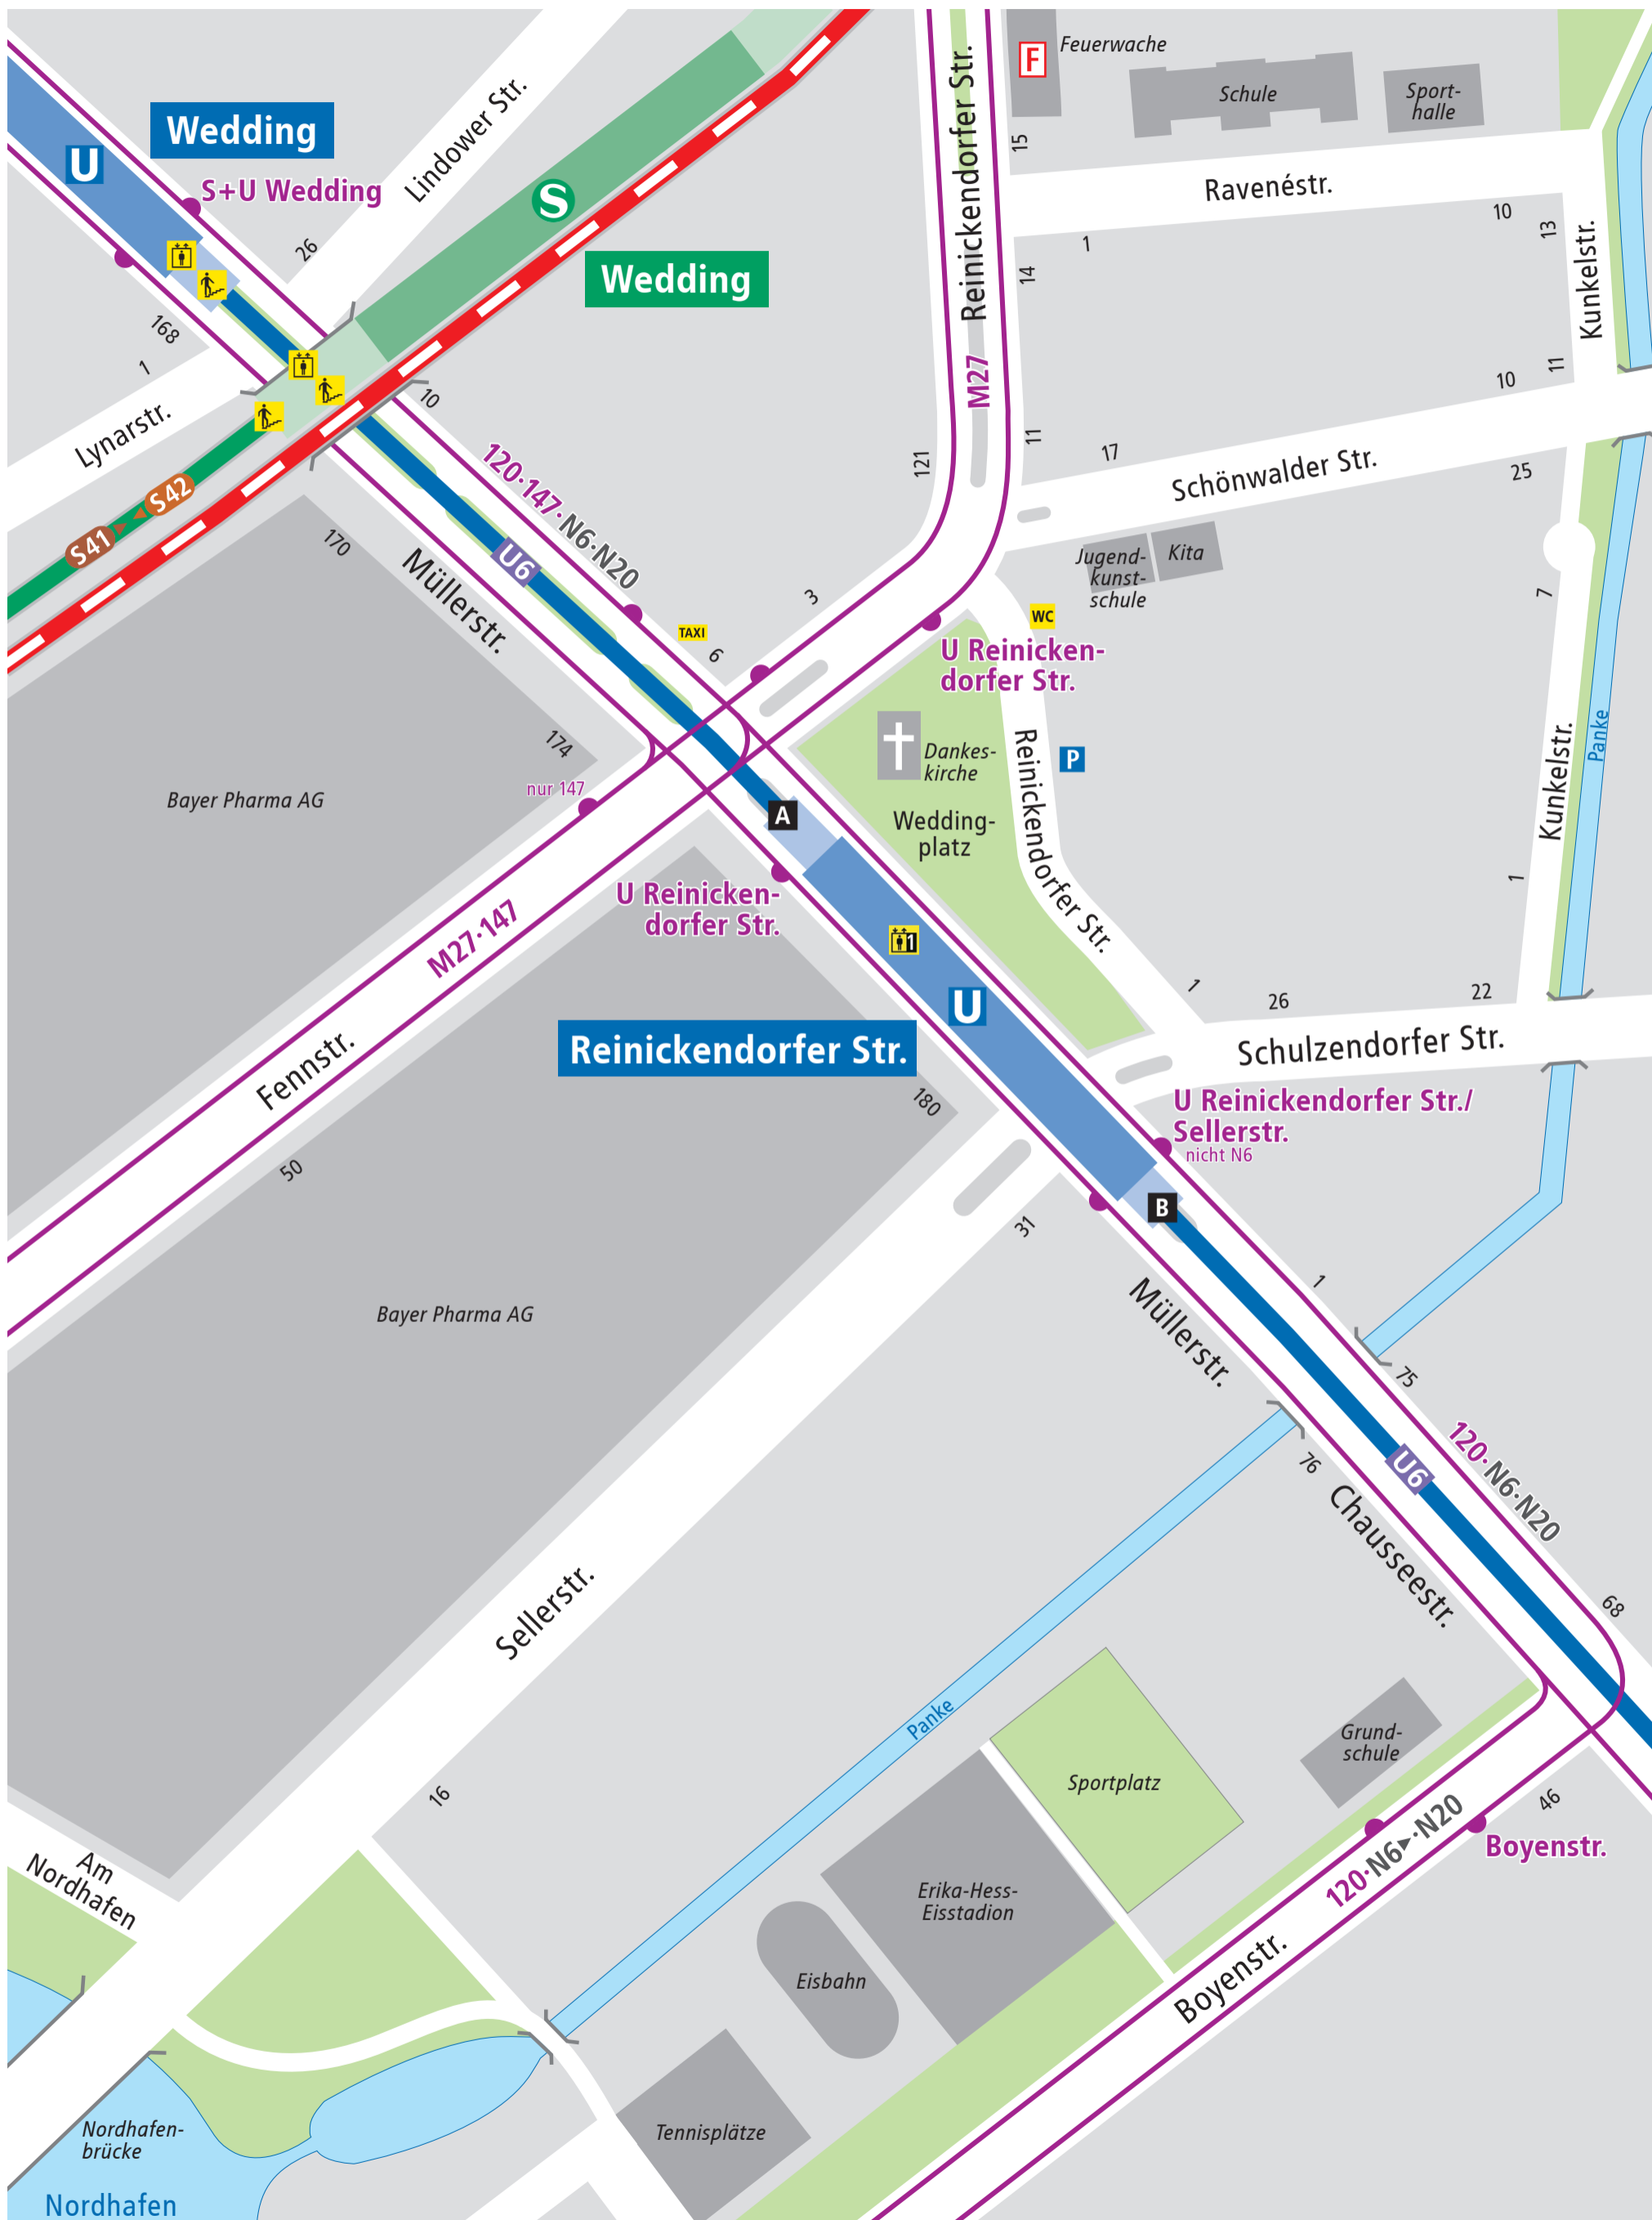 F
Feuerwache
Schule
Sport-
halle
Reinickendorfer Str.
15
Wedding
U
S+U Wedding
Lindower Str.
S
Wedding
26
Ravenéstr.
10
13
1
14
Kunkelstr.
168
1
M27
10
11
10
Lynarstr.
121
11
17
Schönwalder Str.
25
120·147·N6·N20
S41
S42
170
Müllerstr.
U6
Jugend-
kunst-
schule
Kita
7
3
WC
TAXI
6
U Reinicken-
dorfer Str.
Panke
Kunkelstr.
174
Reinickendorfer Str.
P
Dankes-
kirche
nur 147
Bayer Pharma AG
A
Wedding-
platz
1
U Reinicken-
dorfer Str.
M27·147
1
U
1
26
22
Reinickendorfer Str.
Schulzendorfer Str.
Fennstr.
180
U Reinickendorfer Str./
Sellerstr.
nicht N6
50
B
31
1
Bayer Pharma AG
Müllerstr.
75
76
U6
120·N6·N20
Chausseestr.
Sellerstr.
68
Panke
Grund-
schule
Sportplatz
16
46
120·N6·N20
Boyenstr.
Am
Nordhafen
Erika-Hess-
Eisstadion
Eisbahn
Boyenstr.
Tennisplätze
Nordhafen-
brücke
Nordhafen